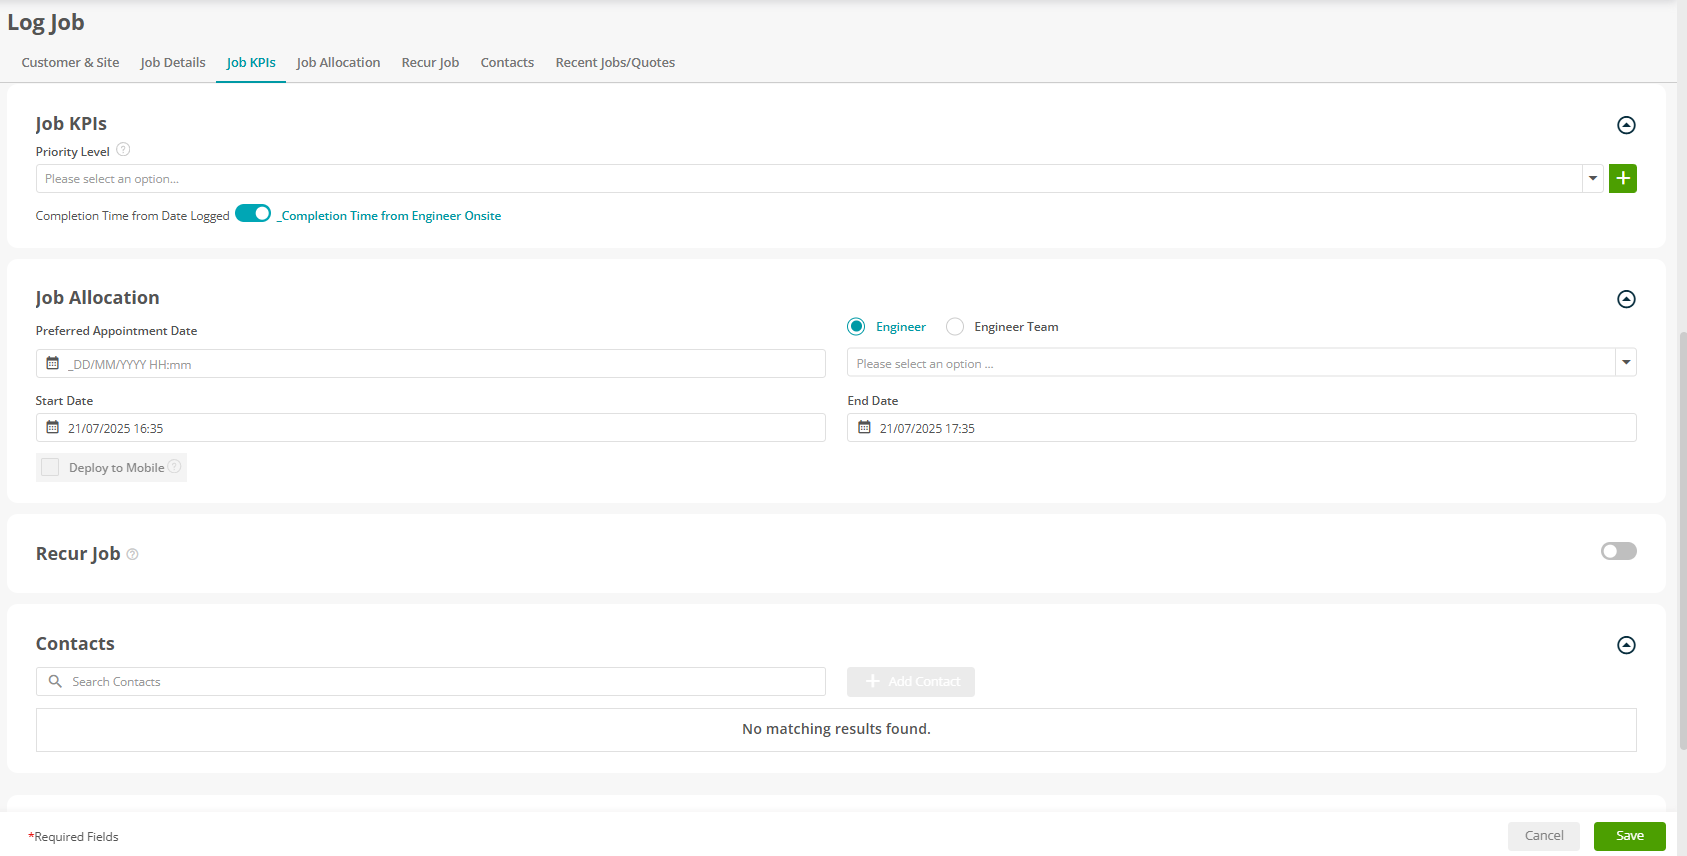 Log Job
Customer & Site Job Details Job KPIs Job Allocation Recur Job Contacts Recent Jobs/Quotes
Job KPIs
Priority Level ?
Please select an option...
Completion Time from Date Logged _Completion Time from Engineer Onsite
Job Allocation
Preferred Appointment Date
Engineer Engineer Team
_DD/MM/YYYY HH:mm
Please select an option ...
Start Date
End Date
21/07/2025 16:35
21/07/2025 17:35
Deploy to Mobile ?
Recur Job ?
Contacts
Search Contacts
+ Add Contact
No matching results found.
*Required Fields
Cancel
Save